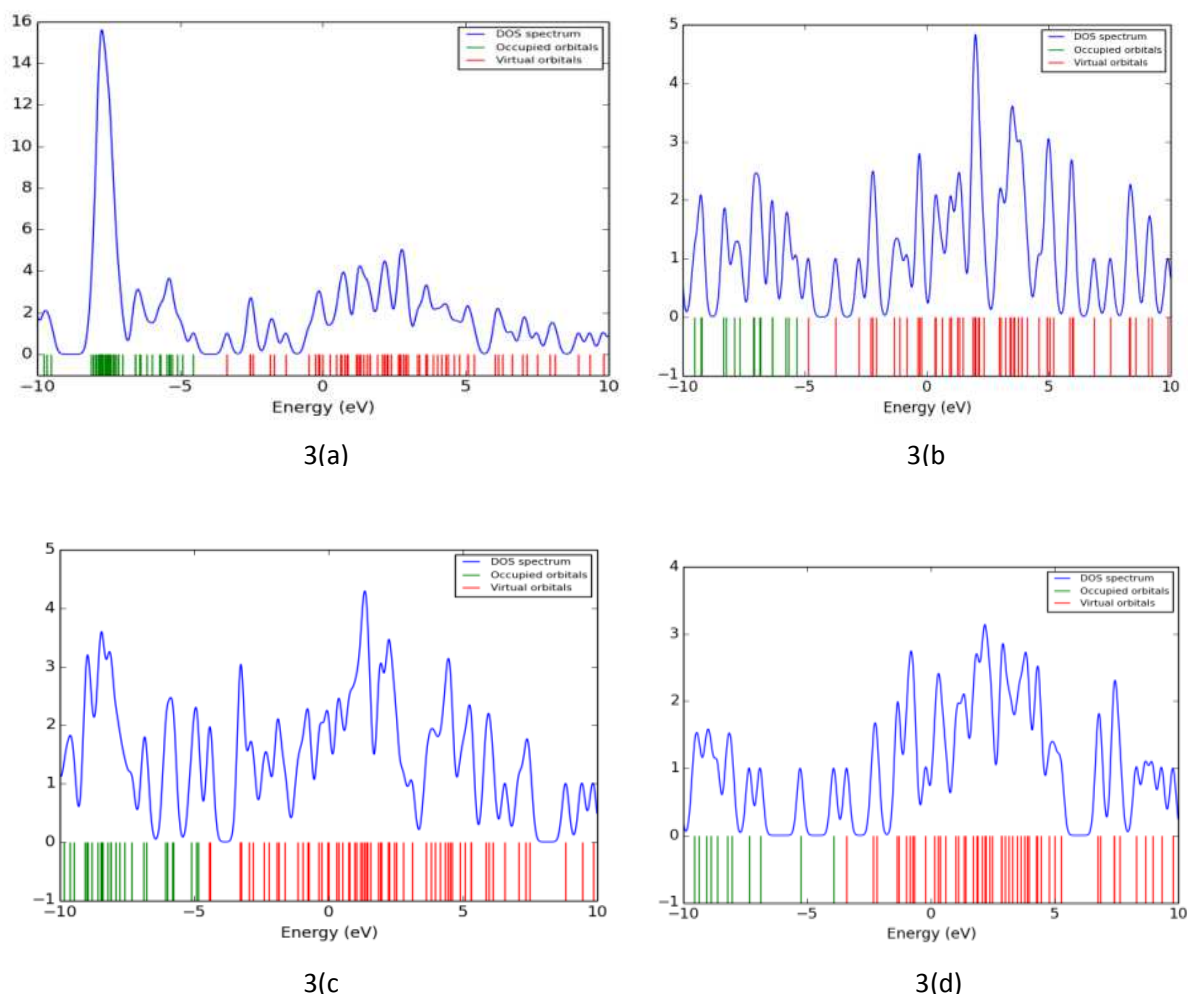 16
14
12
10
8
6
4
2
0
DOS spectrum
Occupied orbitals
Virtual orbitals
−10
−5
0
5
10
Energy (eV)
3(a)
5
4
3
2
1
0
−1
DOS spectrum
Occupied orbitals
Virtual orbitals
−10
−5
0
5
10
Energy (eV)
3(b
5
4
3
2
1
0
−1
DOS spectrum
Occupied orbitals
Virtual orbitals
−10
−5
0
5
10
Energy (eV)
3(c
4
3
2
1
0
−1
DOS spectrum
Occupied orbitals
Virtual orbitals
−10
−5
0
5
10
Energy (eV)
3(d)